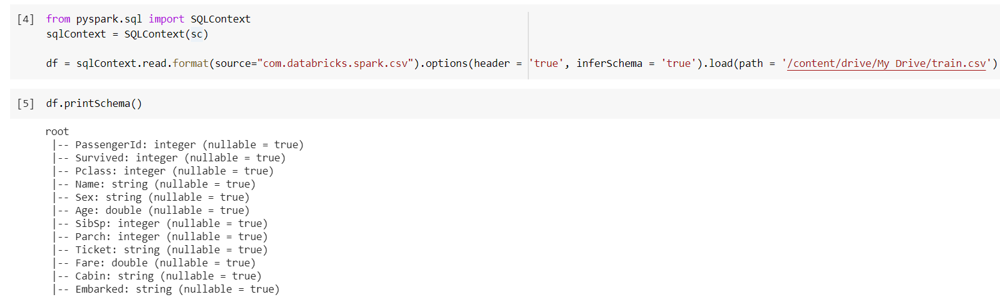 [4] from pyspark.sql import SQLContext
sqlContext = SQLContext(sc)
df = sqlContext.read.format(source="com.databricks.spark.csv").options(header = 'true', inferSchema = 'true').load(path = '/content/drive/My Drive/train.csv')
[5] df.printSchema()
root
|-- PassengerId: integer (nullable = true)
|-- Survived: integer (nullable = true)
|-- Pclass: integer (nullable = true)
|-- Name: string (nullable = true)
|-- Sex: string (nullable = true)
|-- Age: double (nullable = true)
|-- SibSp: integer (nullable = true)
|-- Parch: integer (nullable = true)
|-- Ticket: string (nullable = true)
|-- Fare: double (nullable = true)
|-- Cabin: string (nullable = true)
|-- Embarked: string (nullable = true)